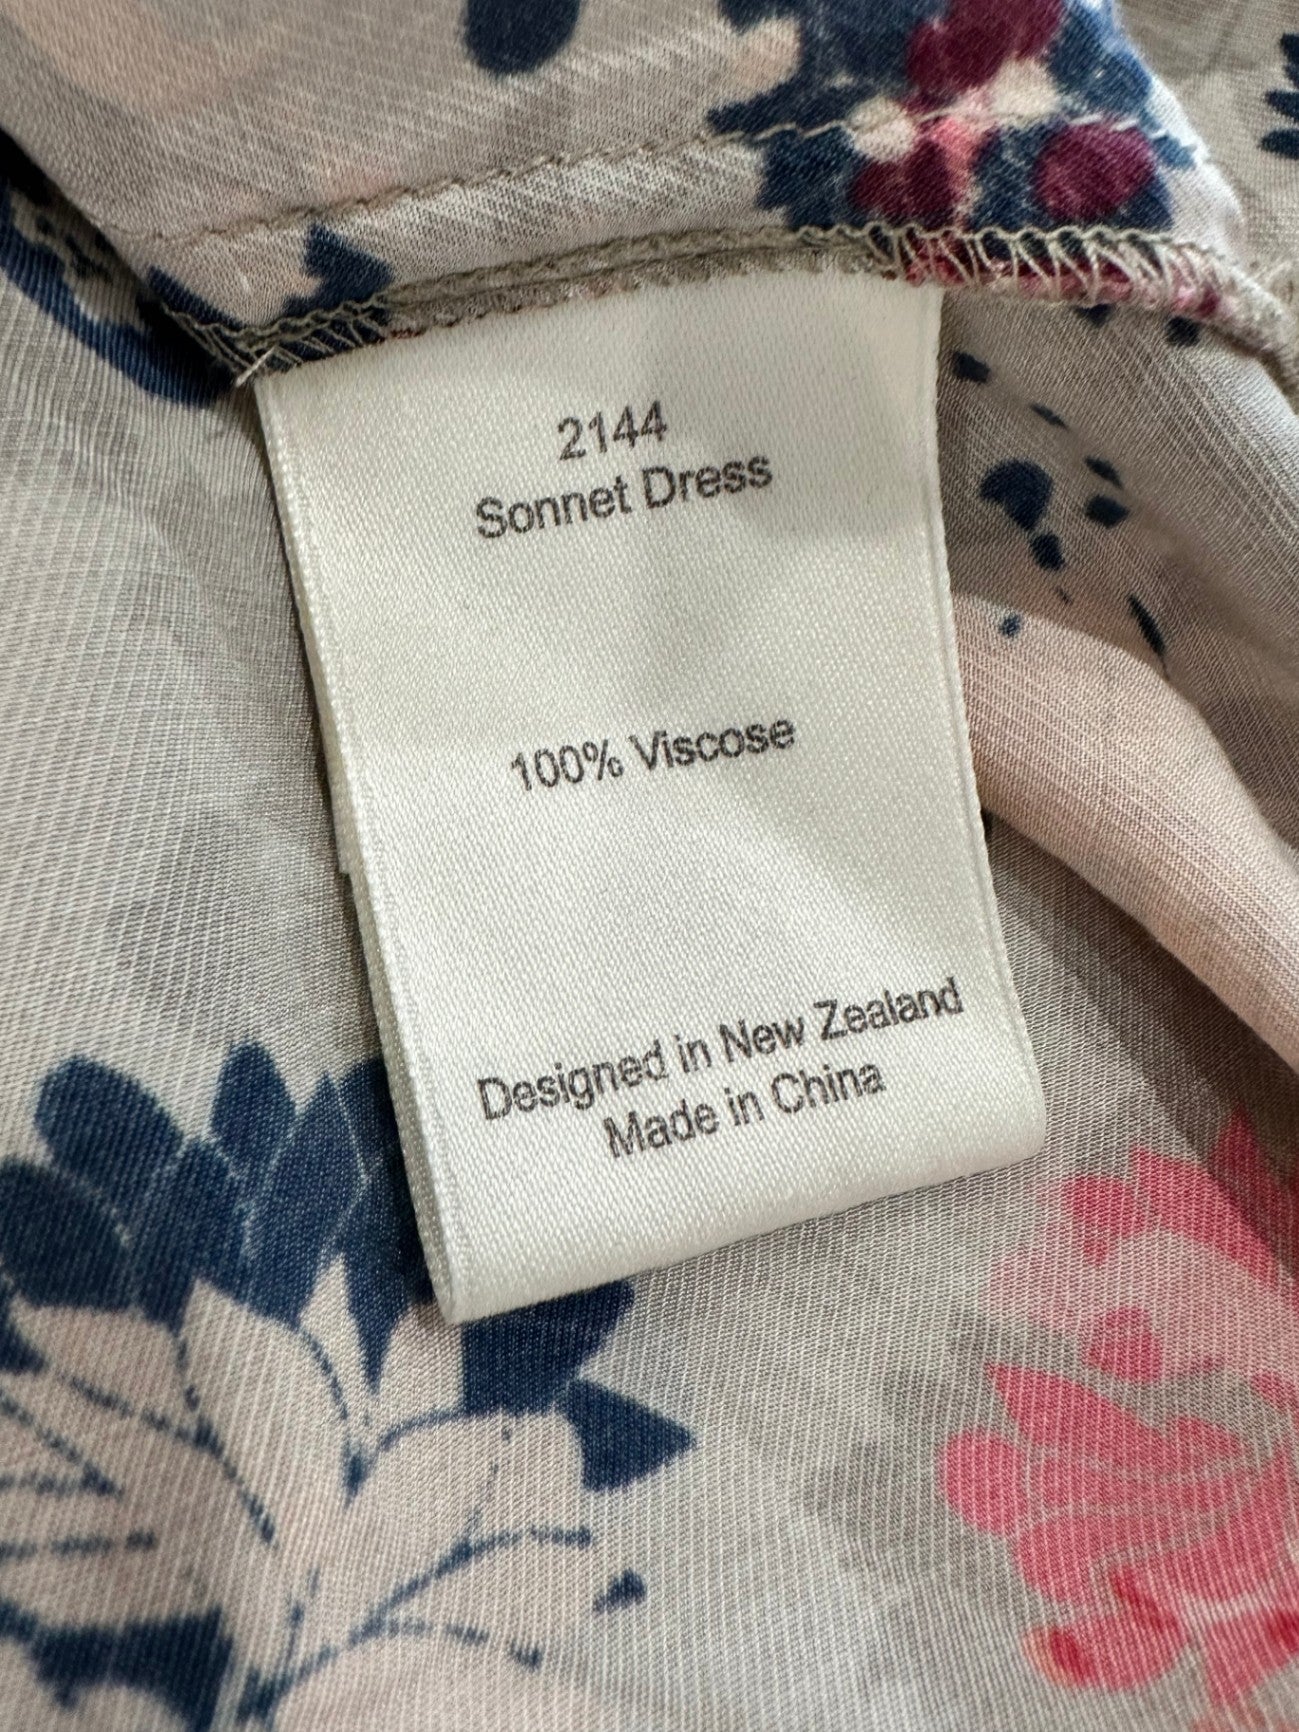 2144
Sonnet Dress
100% Viscose
Designed in New Zealand
Made in China